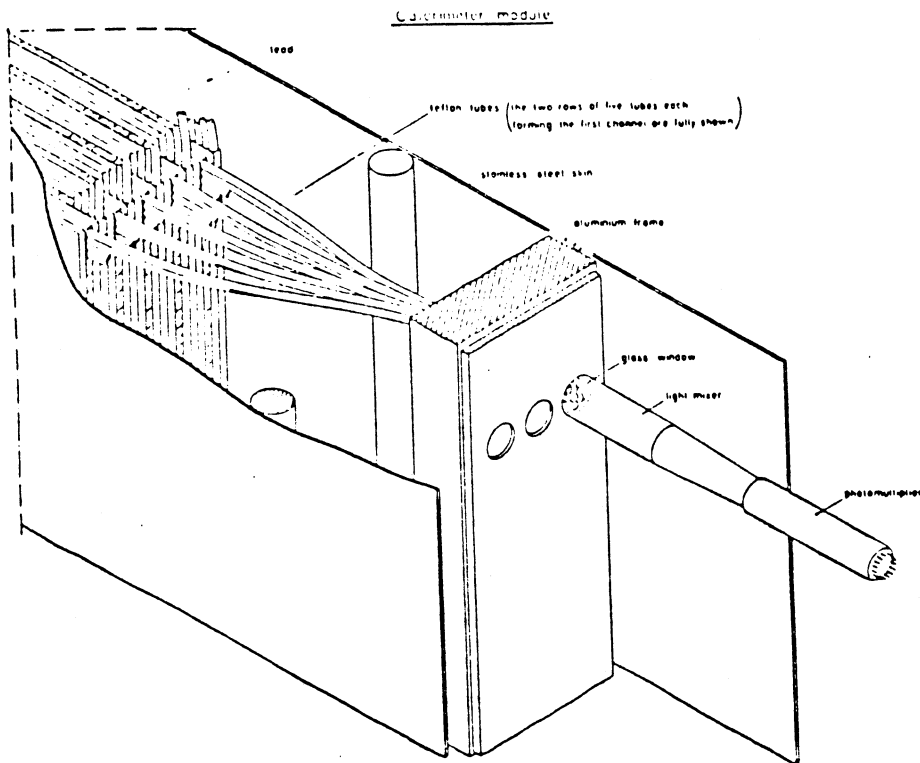 Calorimeter module
lead
teflon tubes (the two rows of five tubes each
forming the first channel are fully shown)
stainless steel skin
aluminium frame
glass window
light mixer
photomultiplier